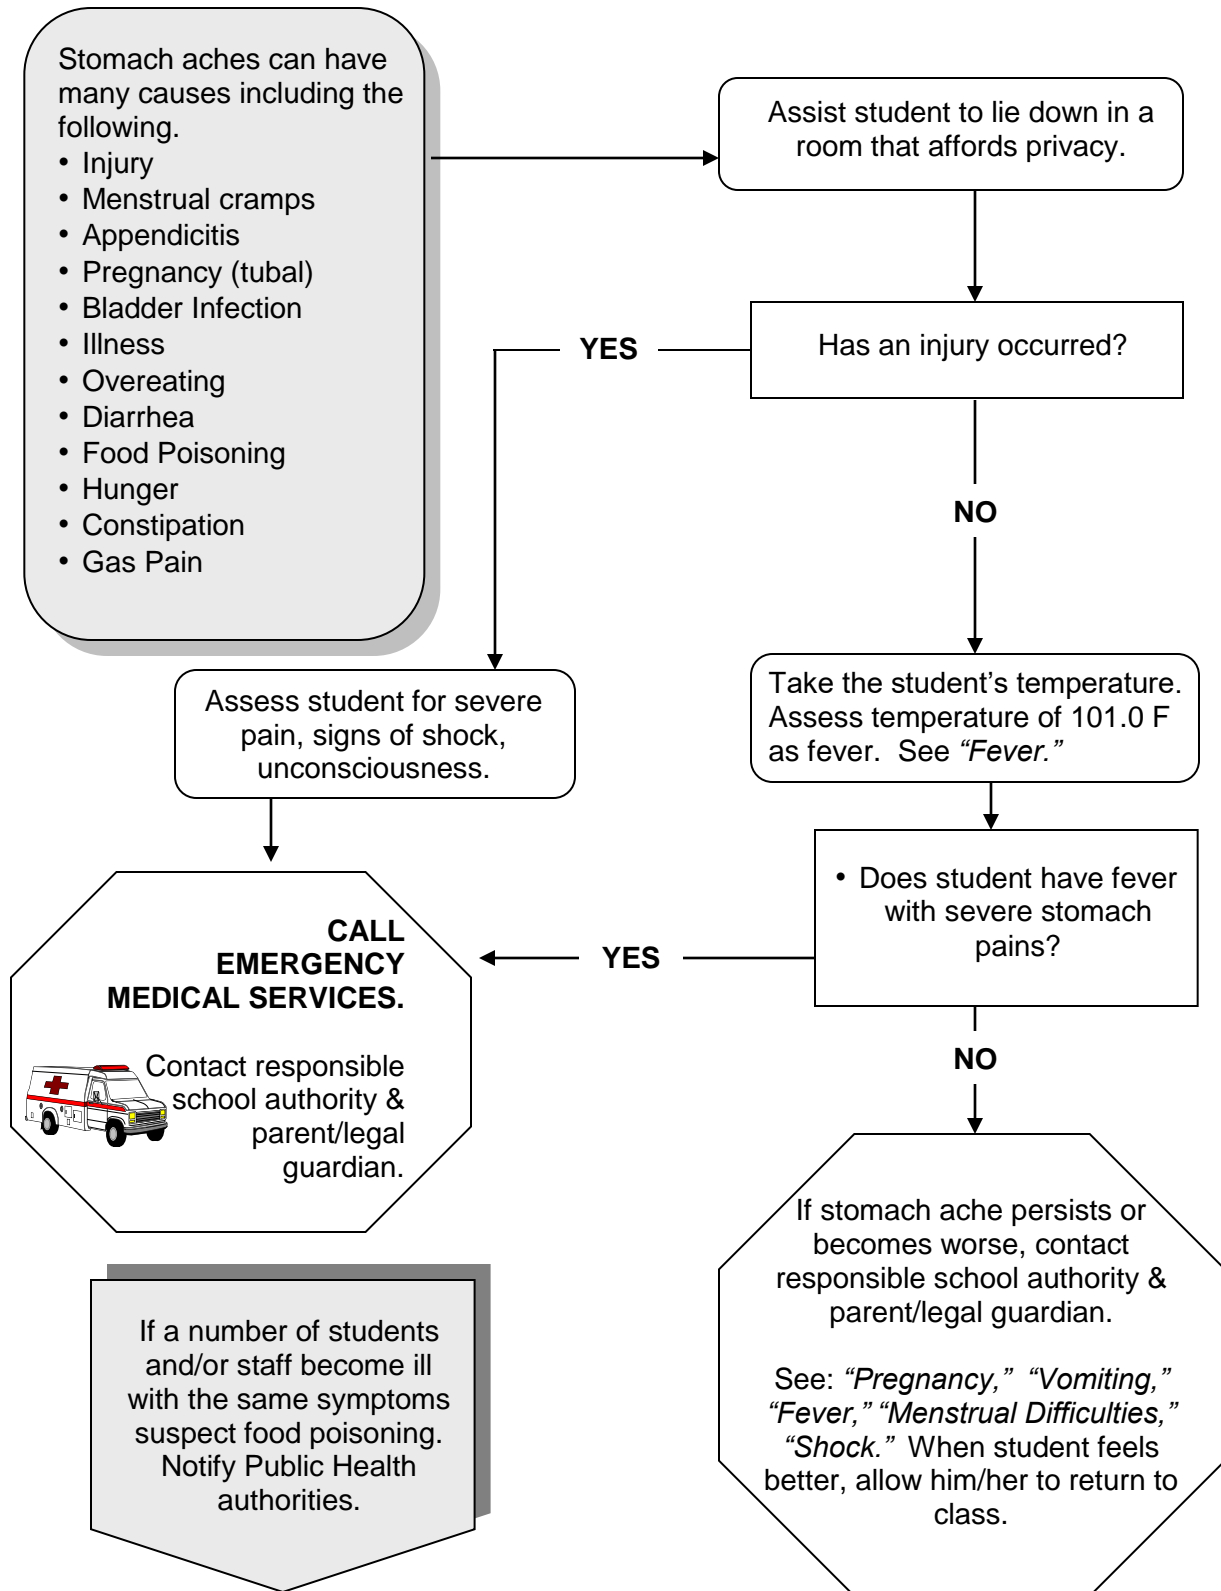 Stomach aches can have
many causes including the
following.
• Injury
• Menstrual cramps
• Appendicitis
• Pregnancy (tubal)
• Bladder Infection
• Illness
• Overeating
• Diarrhea
• Food Poisoning
• Hunger
• Constipation
• Gas Pain
Assist student to lie down in a
room that affords privacy.
Has an injury occurred?
YES
NO
Assess student for severe
pain, signs of shock,
unconsciousness.
Take the student’s temperature.
Assess temperature of 101.0 F
as fever.  See “Fever.”
• Does student have fever
with severe stomach
pains?
YES
NO
CALL
EMERGENCY
MEDICAL SERVICES.
Contact responsible
school authority &
parent/legal
guardian.
If stomach ache persists or
becomes worse, contact
responsible school authority &
parent/legal guardian.
See: “Pregnancy,”  “Vomiting,”
“Fever,” “Menstrual Difficulties,”
“Shock.”  When student feels
better, allow him/her to return to
class.
If a number of students
and/or staff become ill
with the same symptoms
suspect food poisoning.
Notify Public Health
authorities.